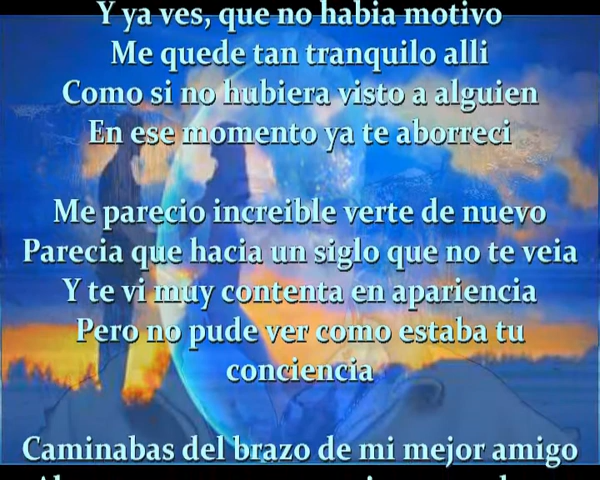 Y ya ves, que no habia motivo
Me quede tan tranquilo alli
Como si no hubiera visto a alguien
En ese momento ya te aborreci
Me parecio increible verte de nuevo
Parecia que hacia un siglo que no te veia
Y te vi muy contenta en apariencia
Pero no pude ver como estaba tu
conciencia
Caminabas del brazo de mi mejor amigo